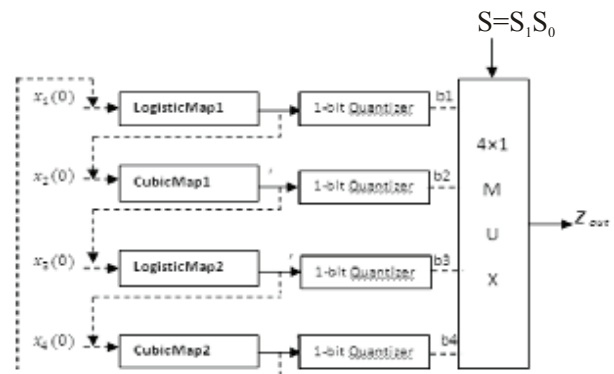 S=S₁S₀
x₁(0) LogisticMap1 1-bit Quantizer b1
x₂(0) CubicMap1 1-bit Quantizer b2
x₃(0) LogisticMap2 1-bit Quantizer b3
x₄(0) CubicMap2 1-bit Quantizer b4
4×1
M
U
X
Z out